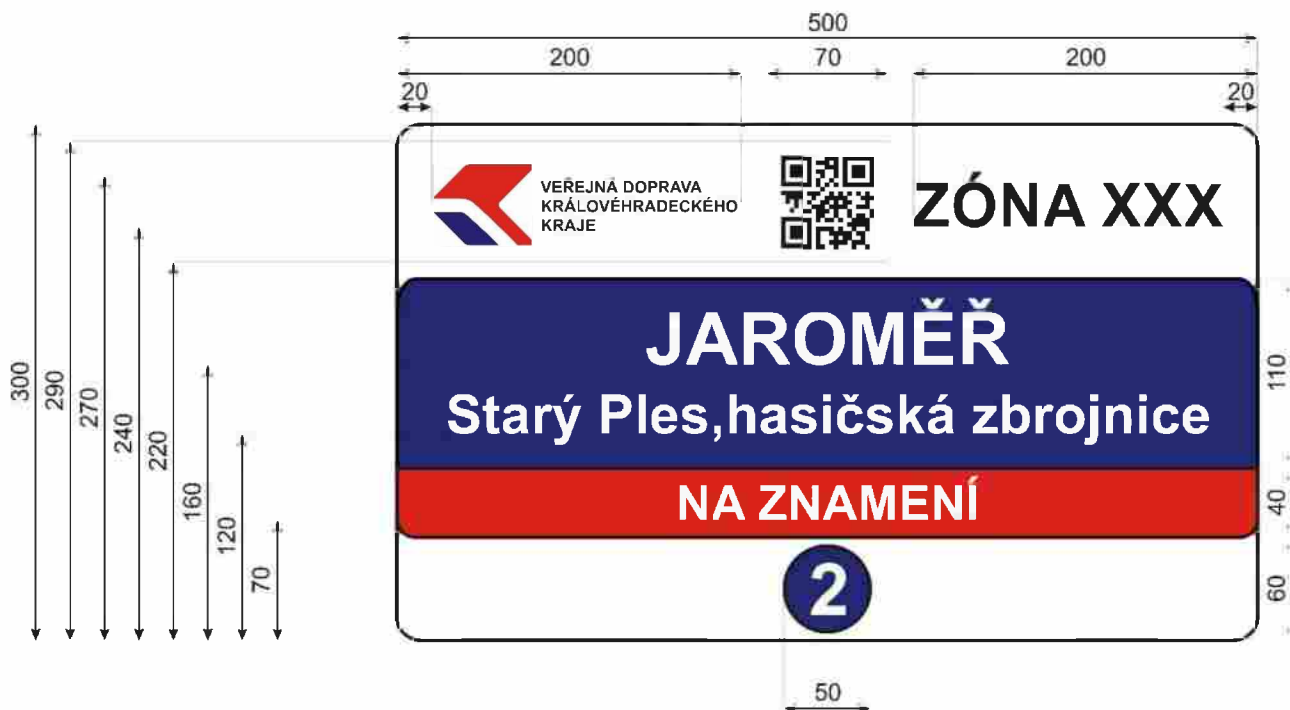 500
200 70 200
20 20
VEŘEJNÁ DOPRAVA
KRÁLOVÉHRADECKÉHO
KRAJE
ZÓNA XXX
JAROMĚŘ
Starý Ples,hasičská zbrojnice
NA ZNAMENÍ
2
300
290
270
240
220
160
120
70
110
40
60
50